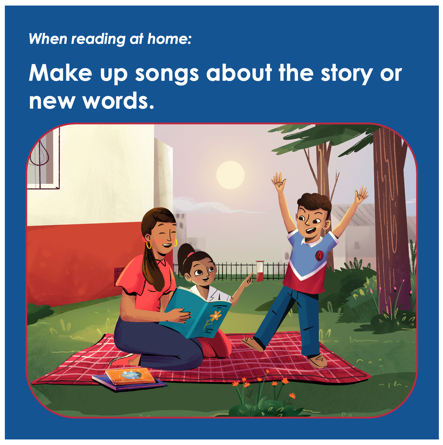 When reading at home:
Make up songs about the story or
new words.